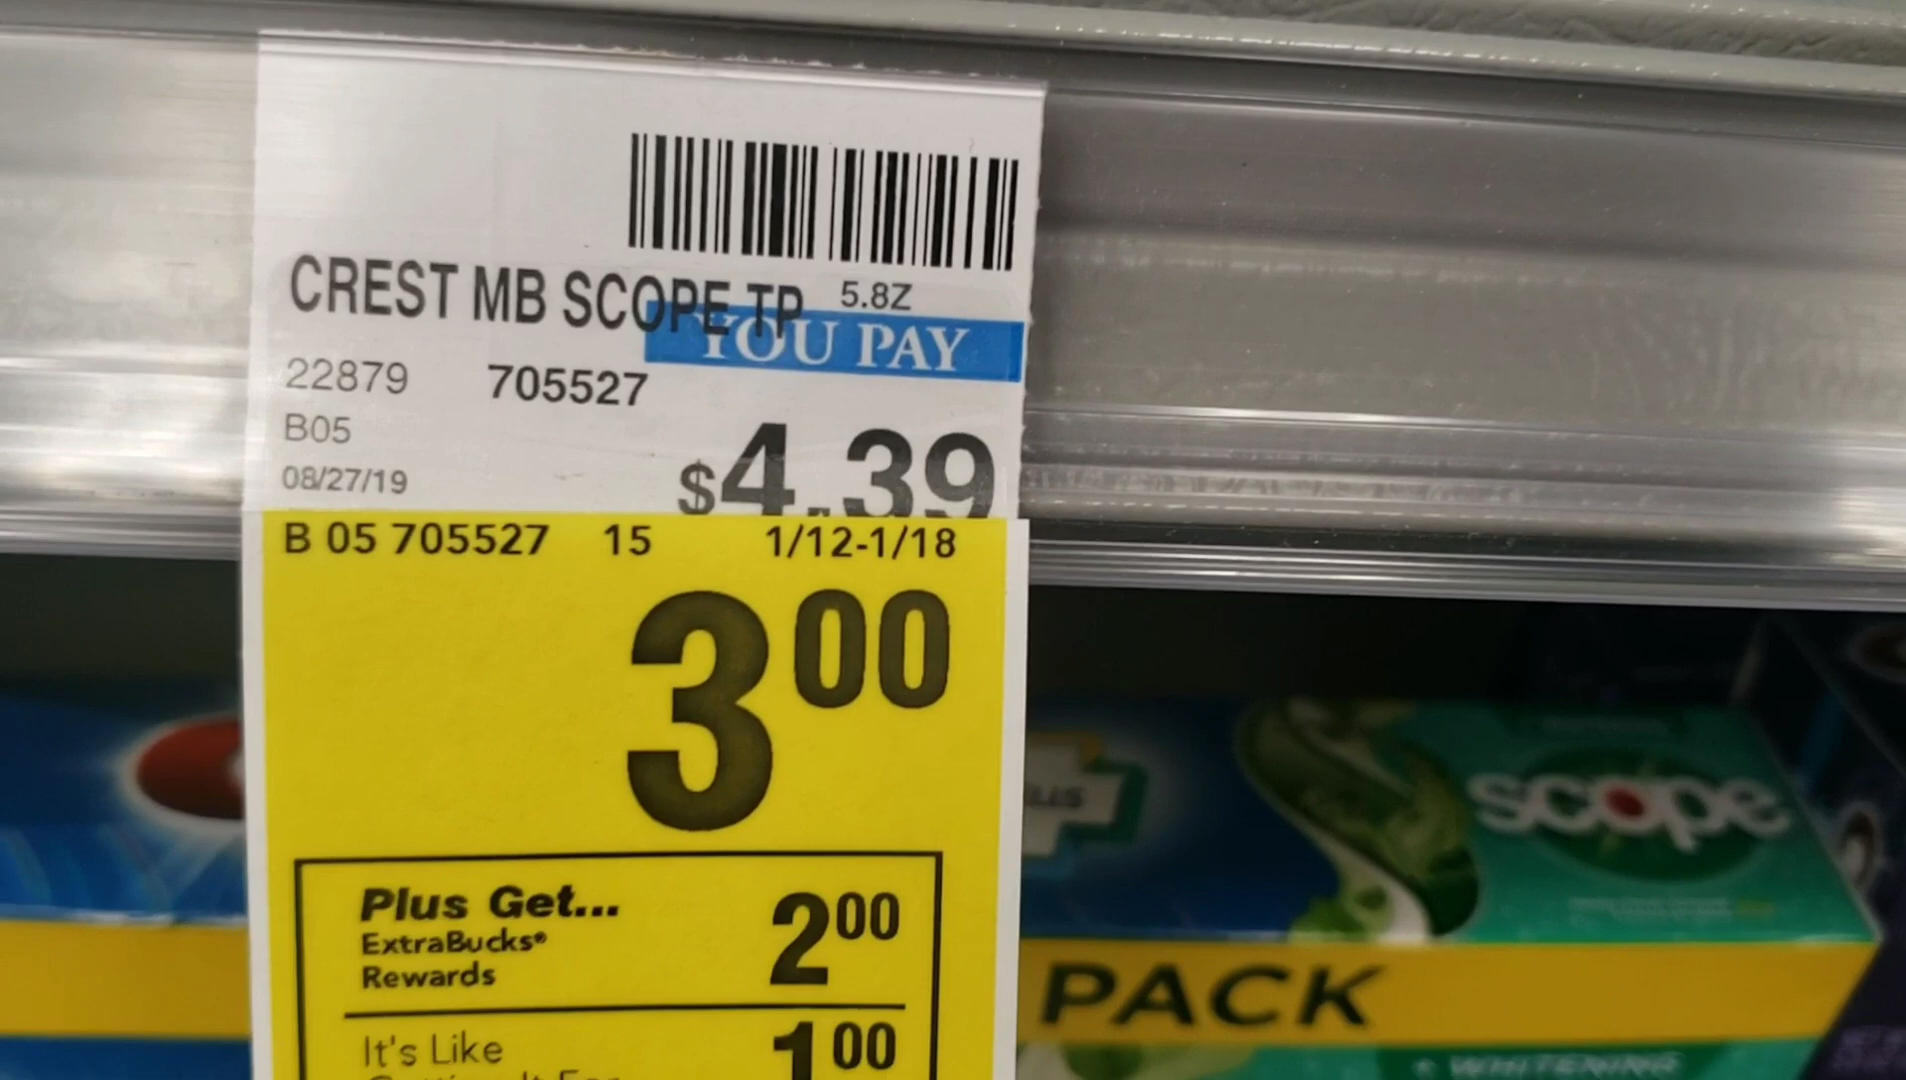 CREST MB SCOPE TP 5.8Z
YOU PAY
22879 705527
B05
08/27/19
$4.39
B 05 705527 15 1/12-1/18
3 00
Plus Get... 2 00
ExtraBucks®
Rewards
It's Like 1 00
scope
PACK
• WHITENING